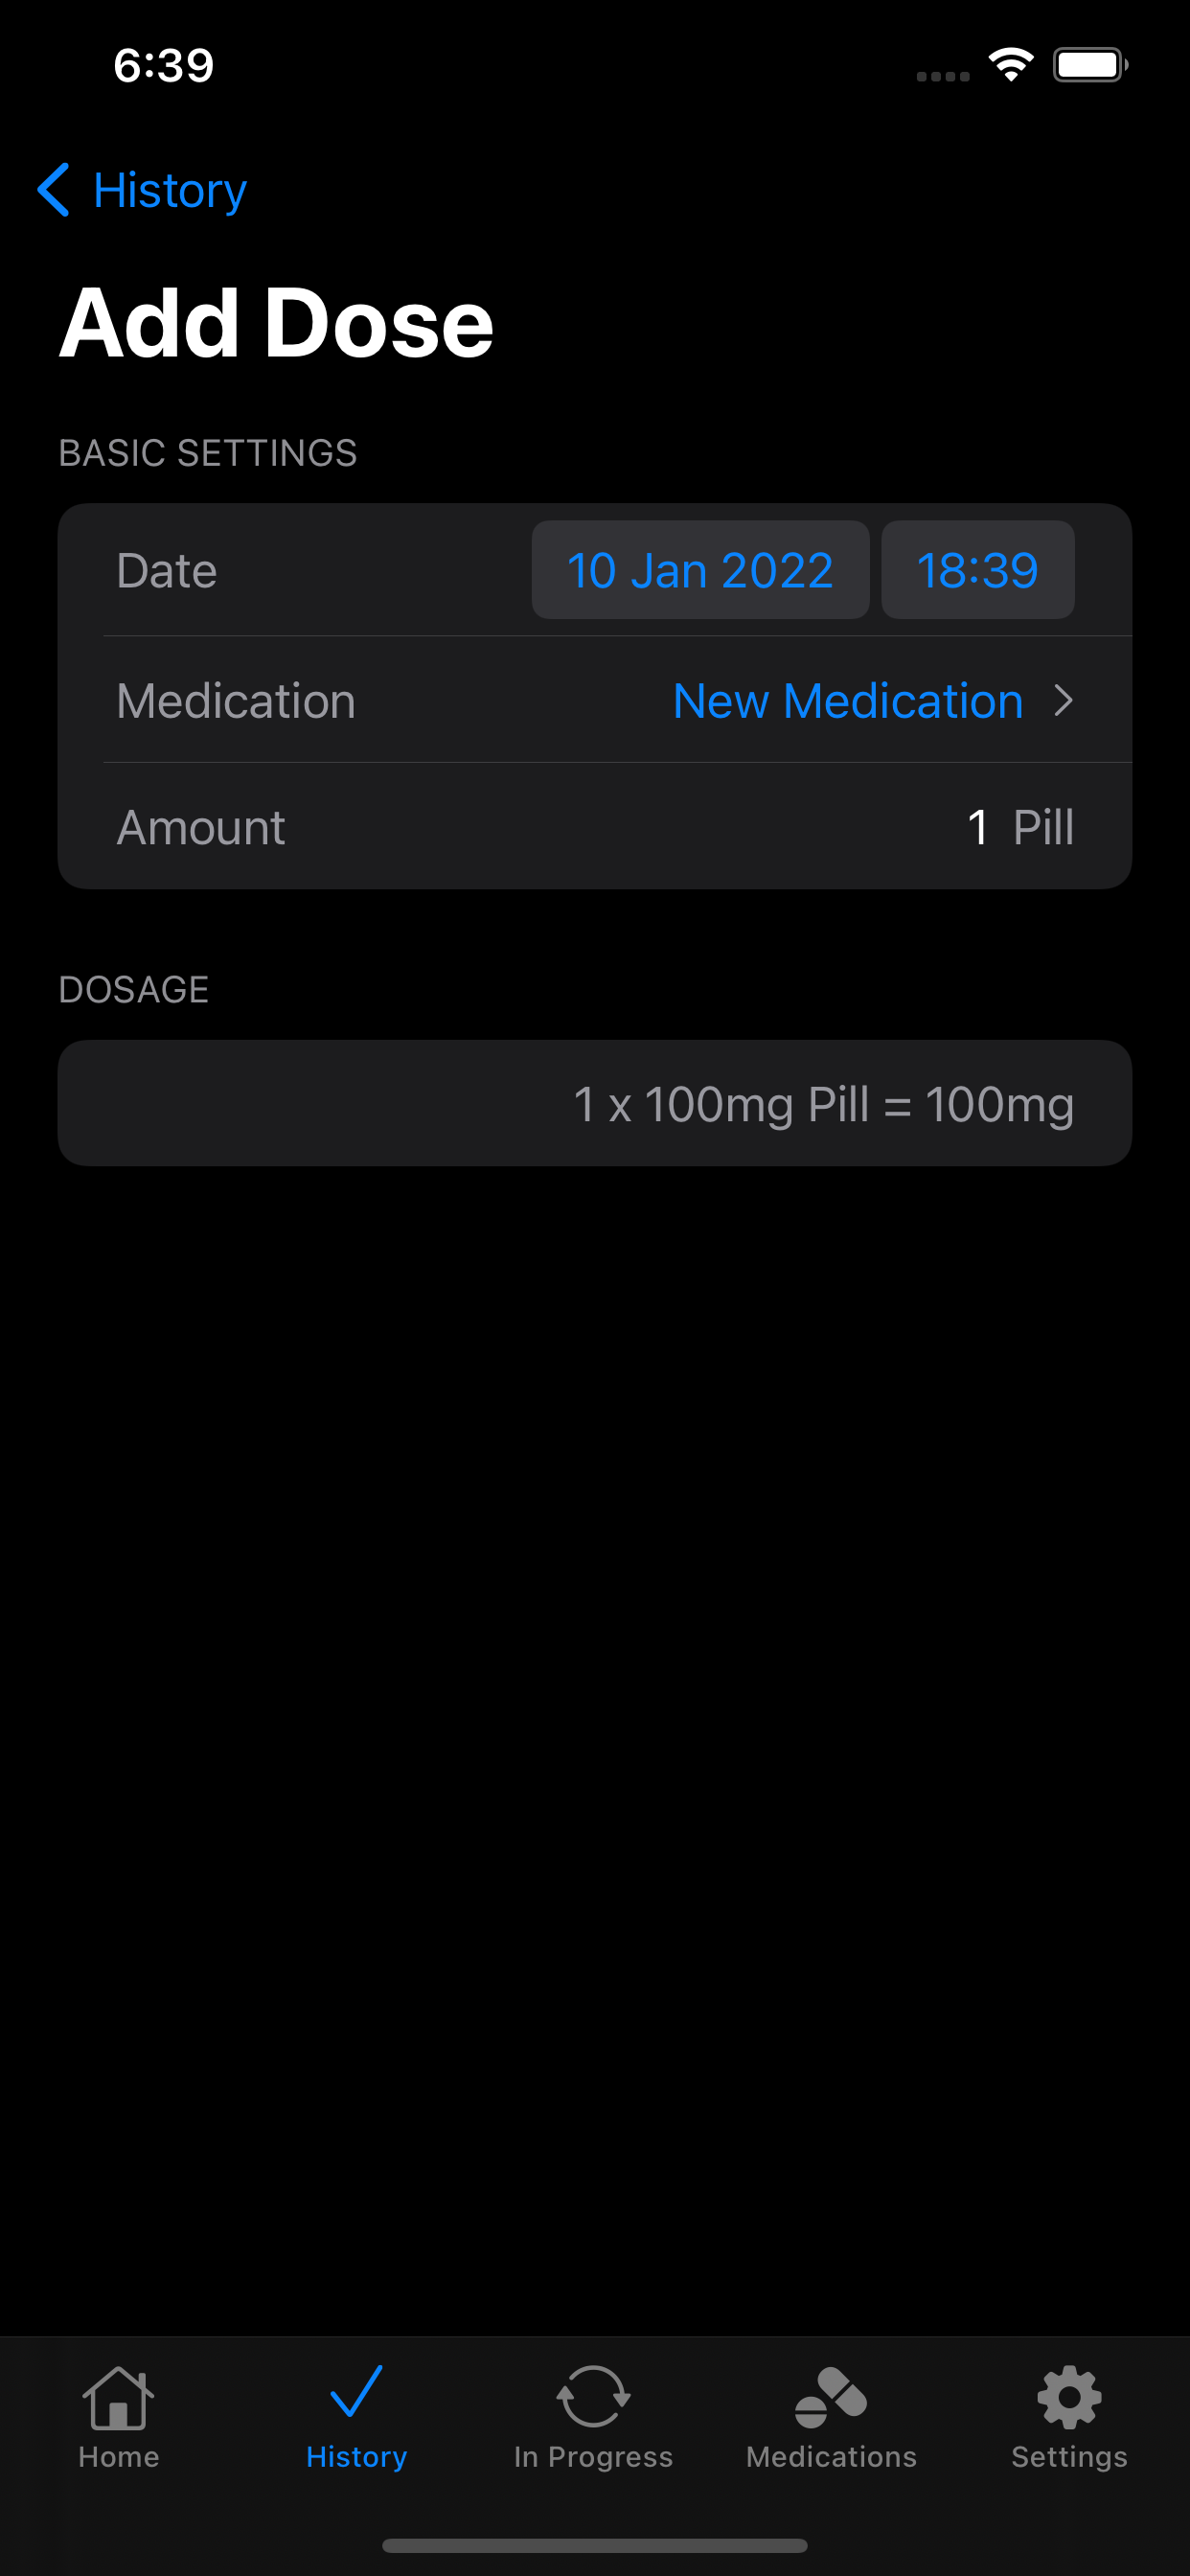 6:39
History
Add Dose
BASIC SETTINGS
Date 10 Jan 2022 18:39
Medication New Medication
Amount 1 Pill
DOSAGE
1 x 100mg Pill = 100mg
Home History In Progress Medications Settings